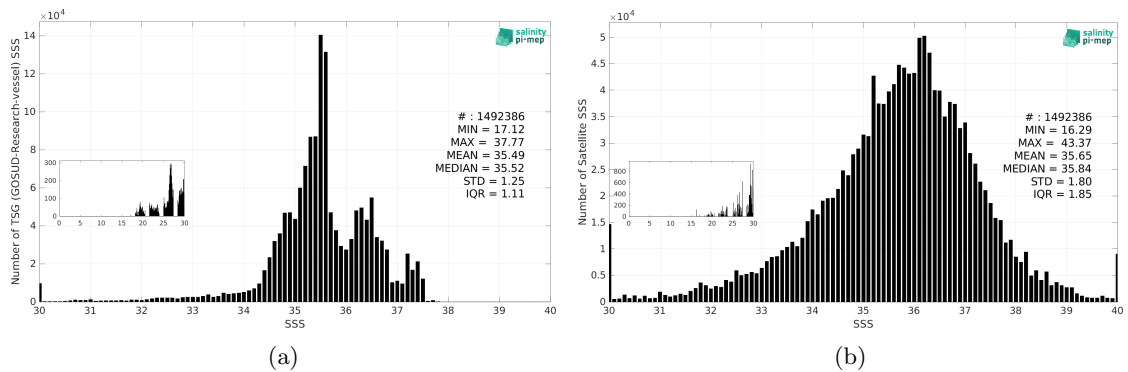 ×10⁴
14
12
10
8
6
4
2
0
Number of TSG (GOSUD-Research-vessel) SSS
salinity
pi-mep
# : 1492386
MIN = 17.12
MAX = 37.77
MEAN = 35.49
MEDIAN = 35.52
STD = 1.25
IQR = 1.11
300
200
100
0
0 5 10 15 20 25 30
30 31 32 33 34 35 36 37 38 39 40
SSS
(a)
×10⁴
5
4.5
4
3.5
3
2.5
2
1.5
1
0.5
0
Number of Satellite SSS
salinity
pi-mep
# : 1492386
MIN = 16.29
MAX = 43.37
MEAN = 35.65
MEDIAN = 35.84
STD = 1.80
IQR = 1.85
800
600
400
200
0
0 5 10 15 20 25 30
30 31 32 33 34 35 36 37 38 39 40
SSS
(b)